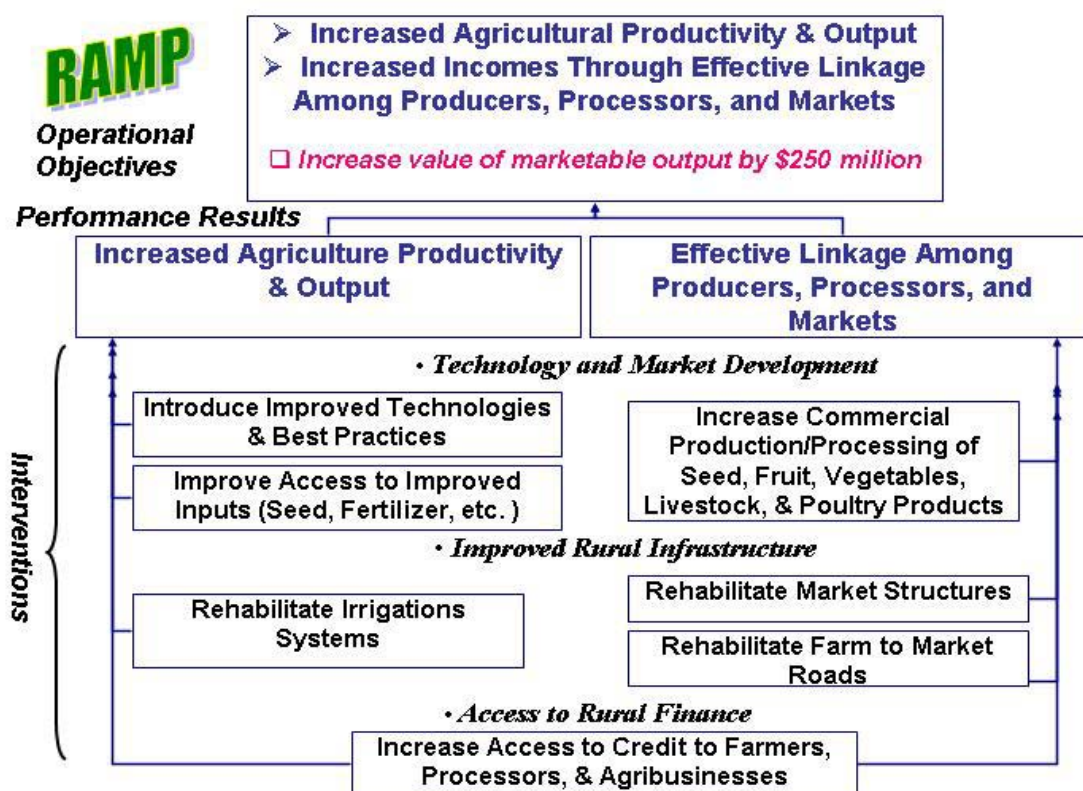 RAMP
Operational
Objectives
➢ Increased Agricultural Productivity & Output
➢ Increased Incomes Through Effective Linkage
Among Producers, Processors, and Markets
❑ Increase value of marketable output by $250 million
Performance Results
Increased Agriculture Productivity
& Output
Effective Linkage Among
Producers, Processors, and
Markets
Interventions
• Technology and Market Development
Introduce Improved Technologies
& Best Practices
Improve Access to Improved
Inputs (Seed, Fertilizer, etc. )
Increase Commercial
Production/Processing of
Seed, Fruit, Vegetables,
Livestock, & Poultry Products
• Improved Rural Infrastructure
Rehabilitate Irrigations
Systems
Rehabilitate Market Structures
Rehabilitate Farm to Market
Roads
• Access to Rural Finance
Increase Access to Credit to Farmers,
Processors, & Agribusinesses